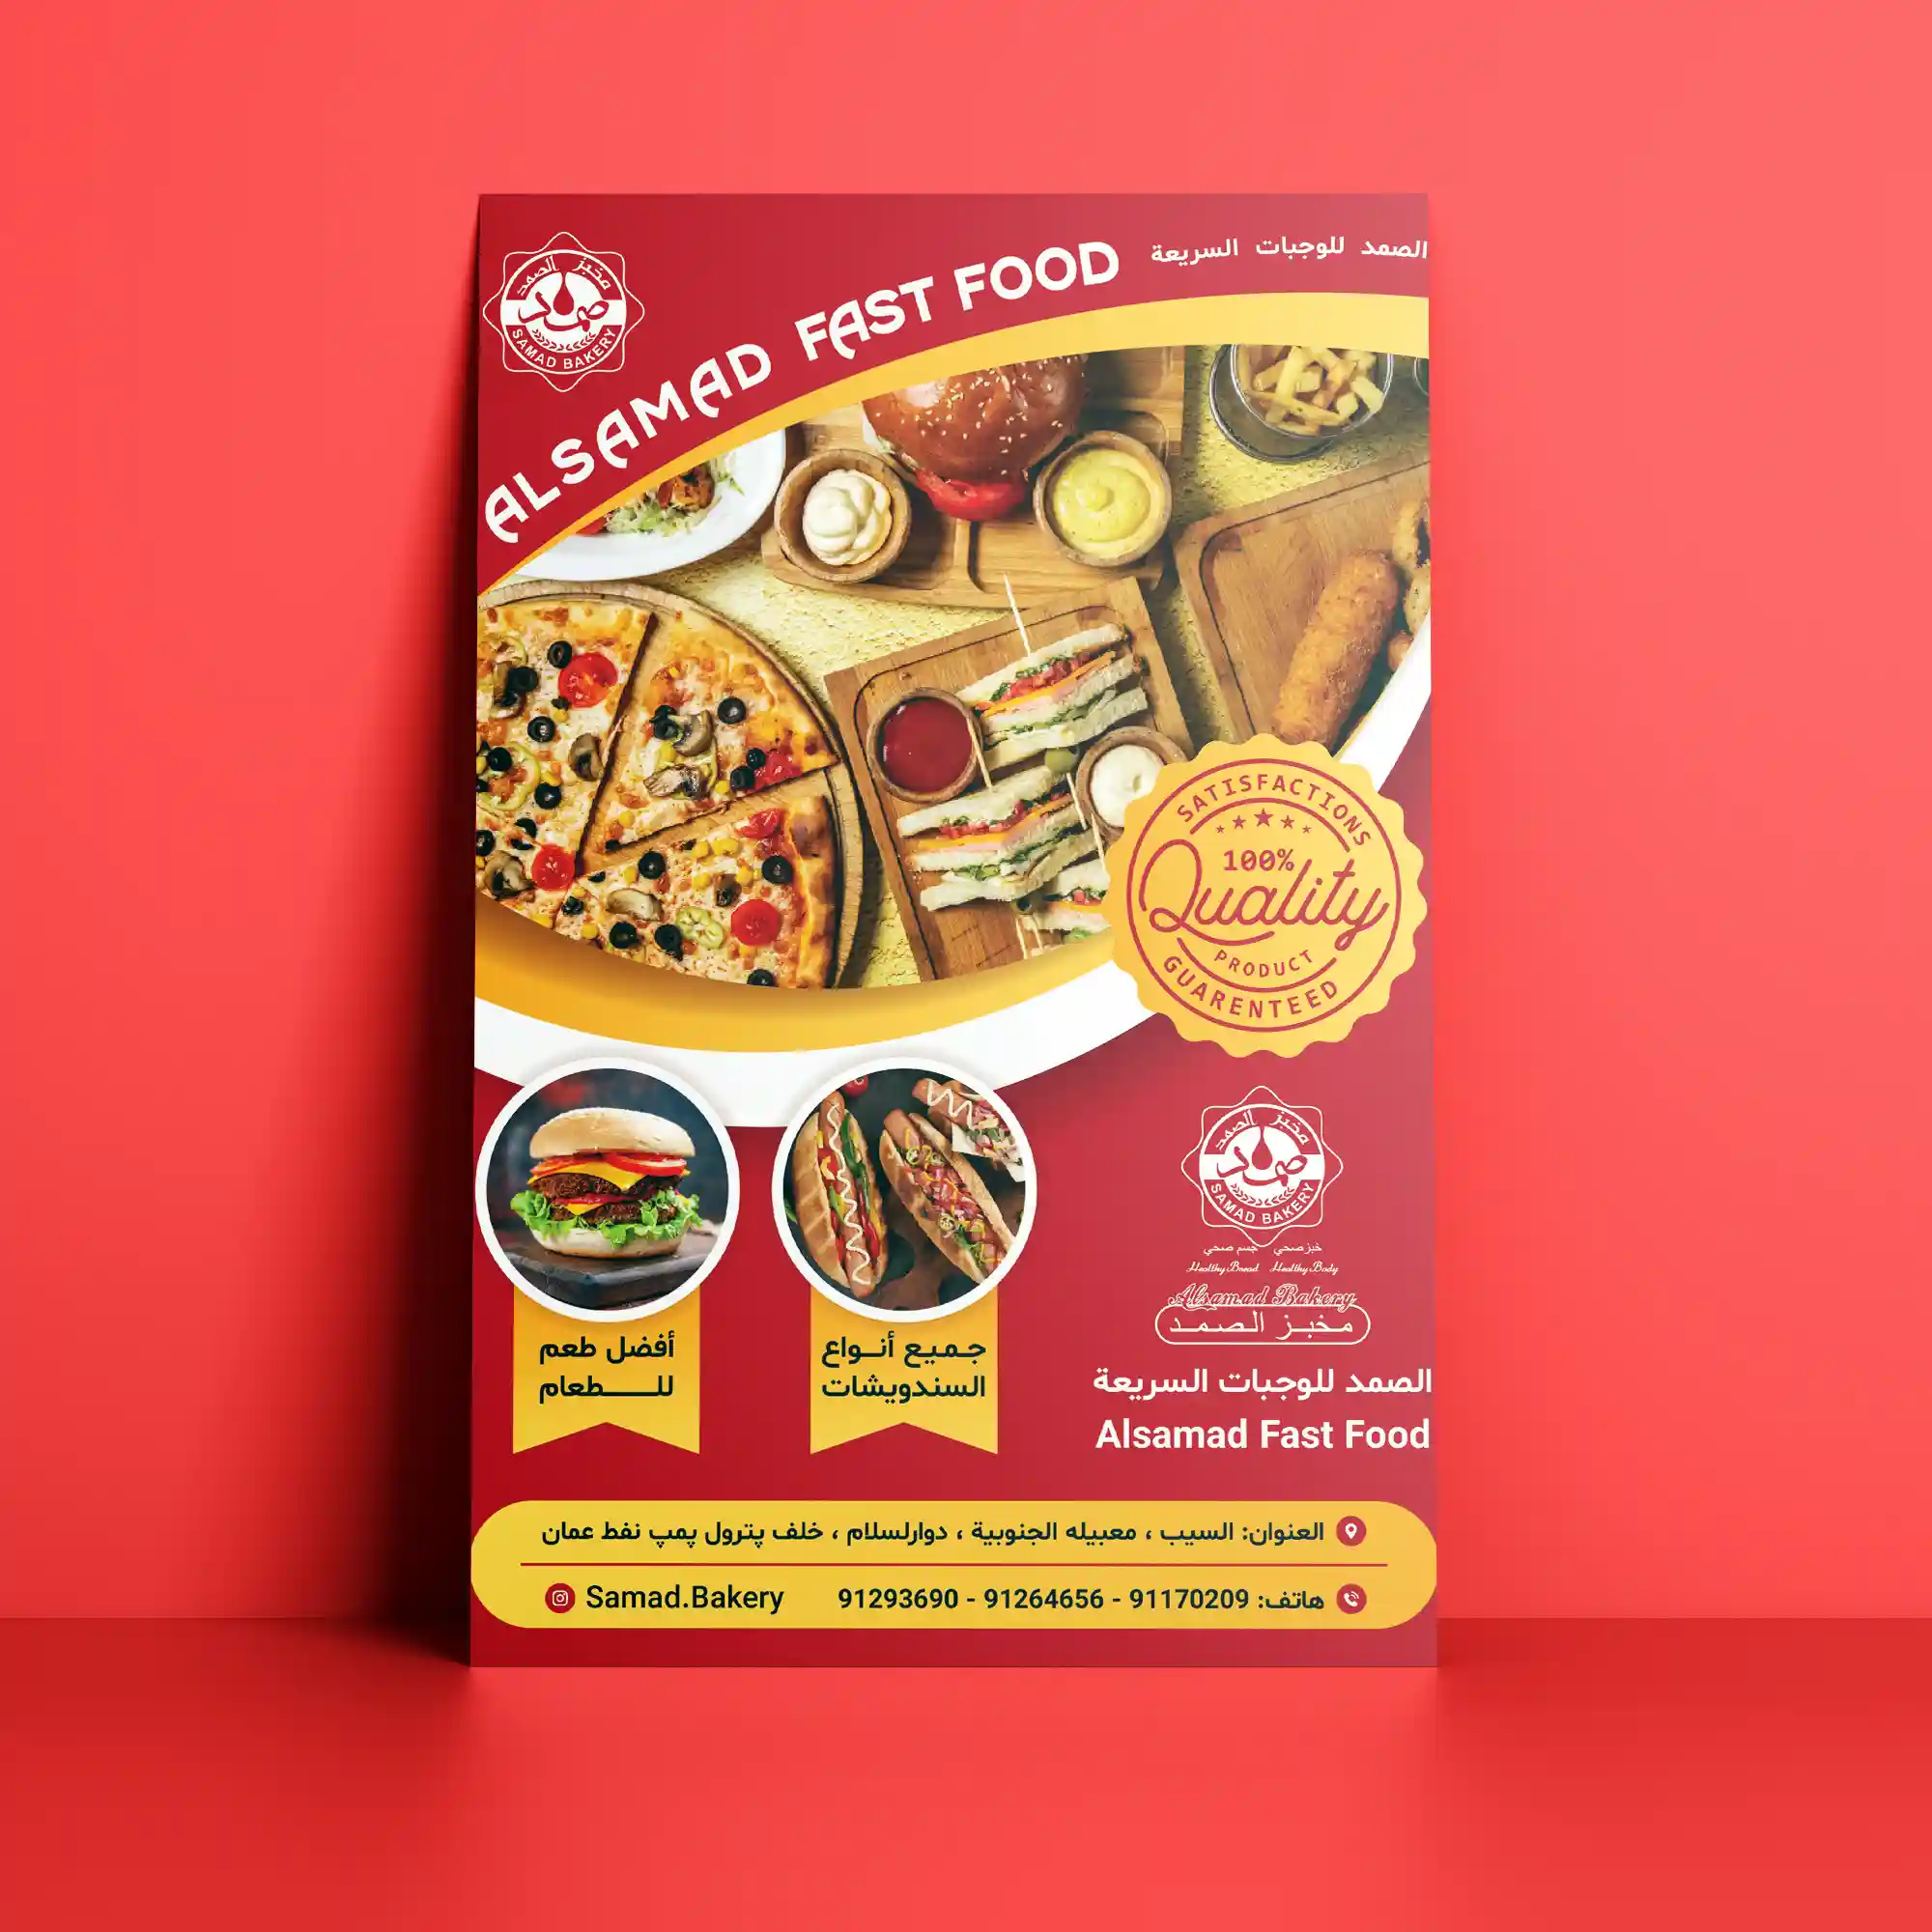 مخبز الصمد
صمد
SAMAD BAKERY
ALSAMAD FAST FOOD
الصمد للوجبات السريعة
SATISFACTIONS
100%
Quality
PRODUCT
GUARENTEED
مخبز الصمد
صمد
SAMAD BAKERY
خبز صحي جسم صحي
Healthy Bread Healthy Body
Alsamad Bakery
مخبز الصمد
الصمد للوجبات السريعة
Alsamad Fast Food
أفضل طعم
للطعام
جميع أنواع
السندويشات
العنوان: السيب ، معبيله الجنوبية ، دوارلسلام ، خلف پترول پمپ نفط عمان
هاتف: 91170209 - 91264656 - 91293690
Samad.Bakery